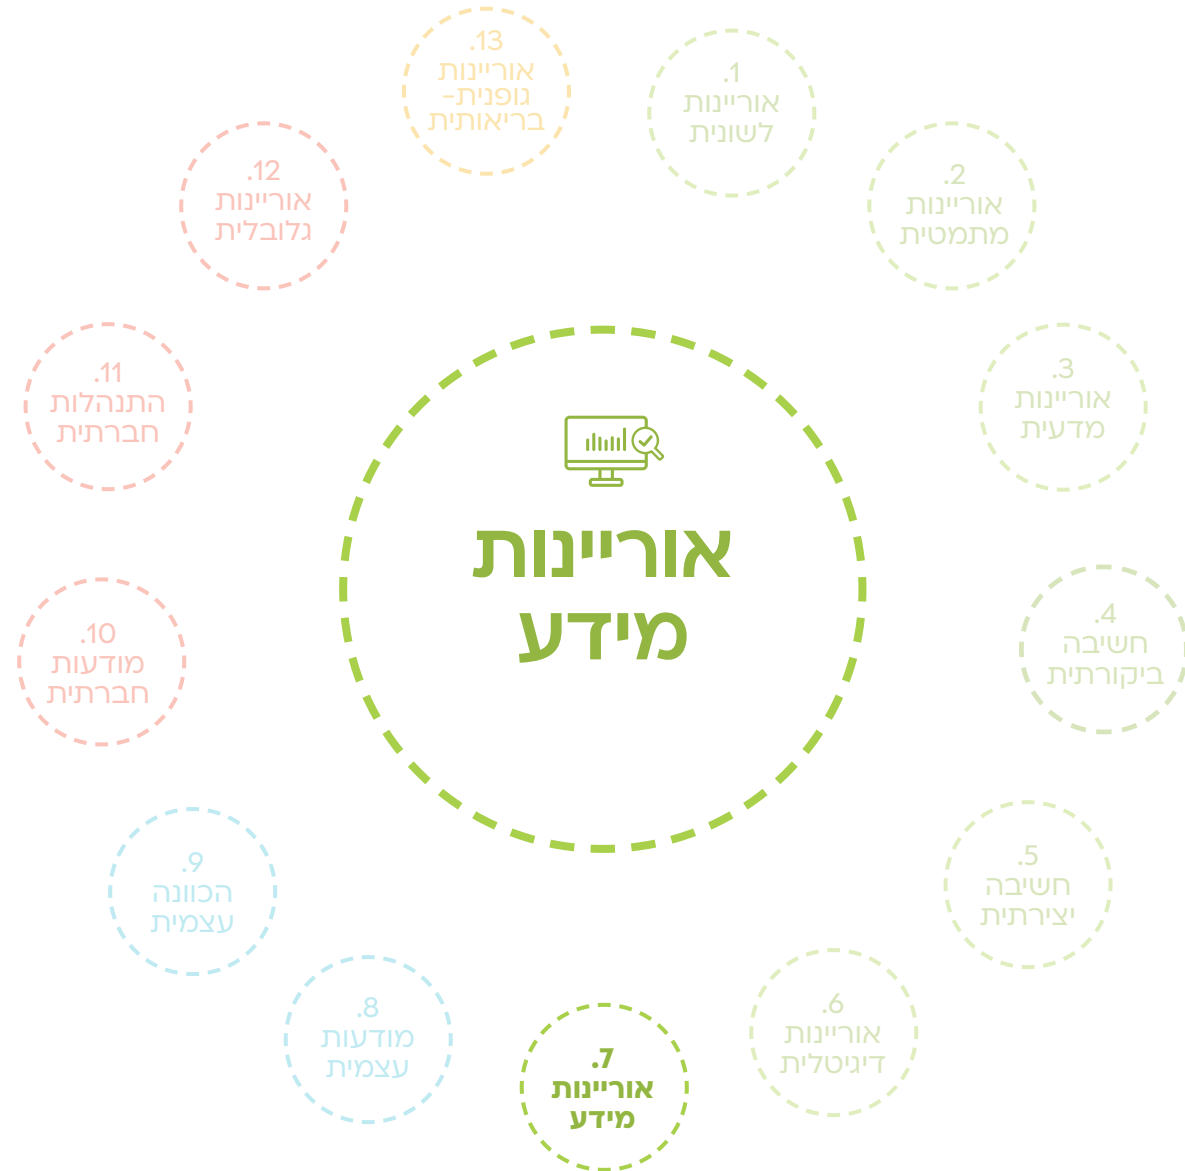 אוריינות
מידע
1.
אוריינות
לשונית
2.
אוריינות
מתמטית
3.
אוריינות
מדעית
4.
חשיבה
ביקורתית
5.
חשיבה
יצירתית
6.
אוריינות
דיגיטלית
7.
אוריינות
מידע
8.
מודעות
עצמית
9.
הכוונה
עצמית
10.
מודעות
חברתית
11.
התנהלות
חברתית
12.
אוריינות
גלובלית
13.
אוריינות
גופנית-
בריאותית